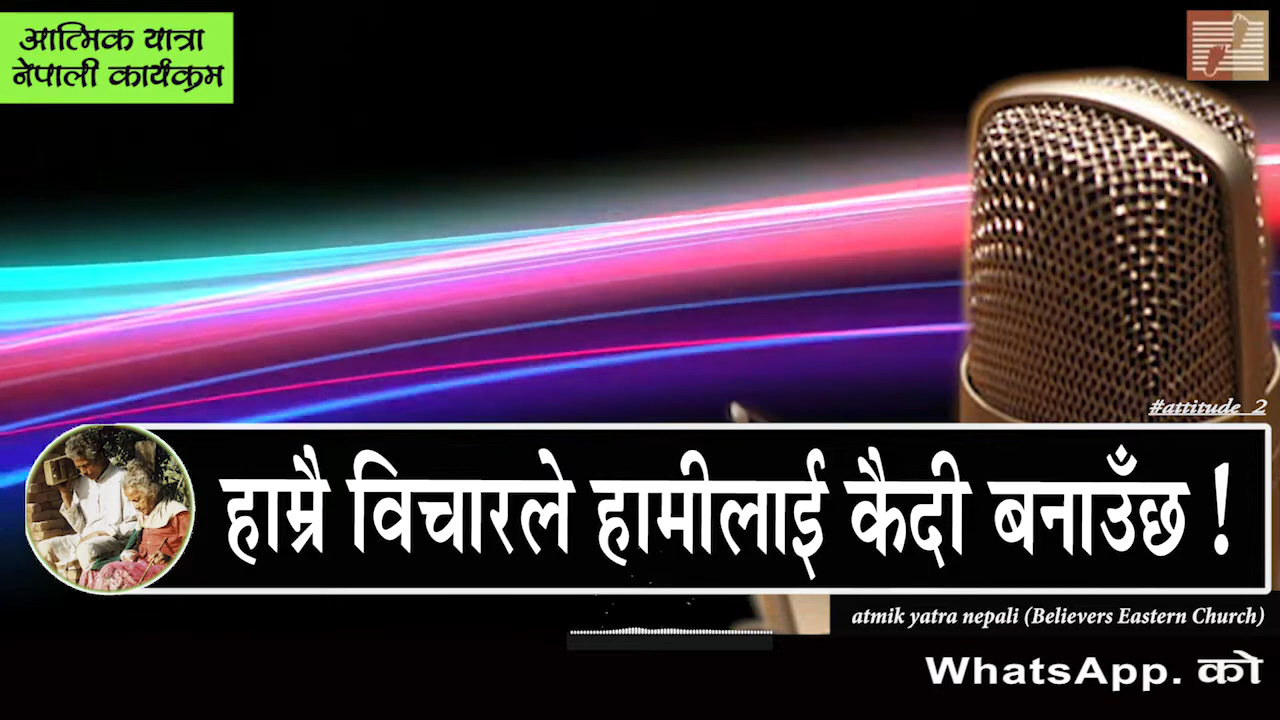 आत्मिक यात्रा
नेपाली कार्यक्रम
#attitude_2
हाम्रै विचारले हामीलाई कैदी बनाउँछ !
atmik yatra nepali (Believers Eastern Church)
WhatsApp. को